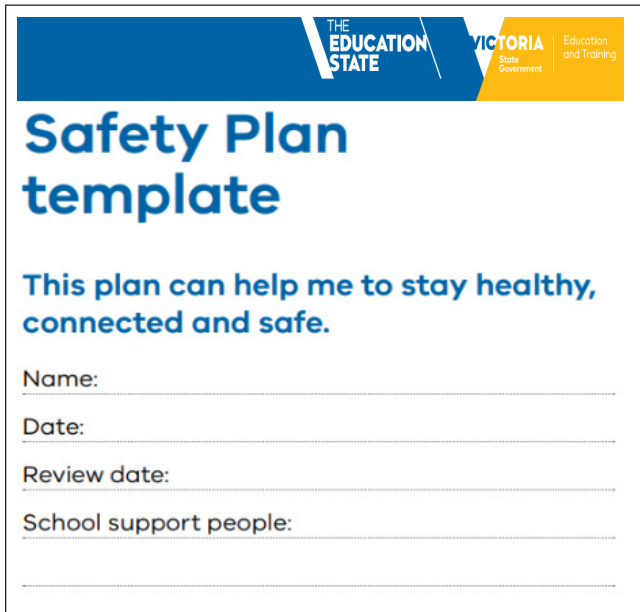 THE
EDUCATION
STATE
VICTORIA
State
Government
Education
and Training
Safety Plan
template
This plan can help me to stay healthy,
connected and safe.
Name:
Date:
Review date:
School support people: